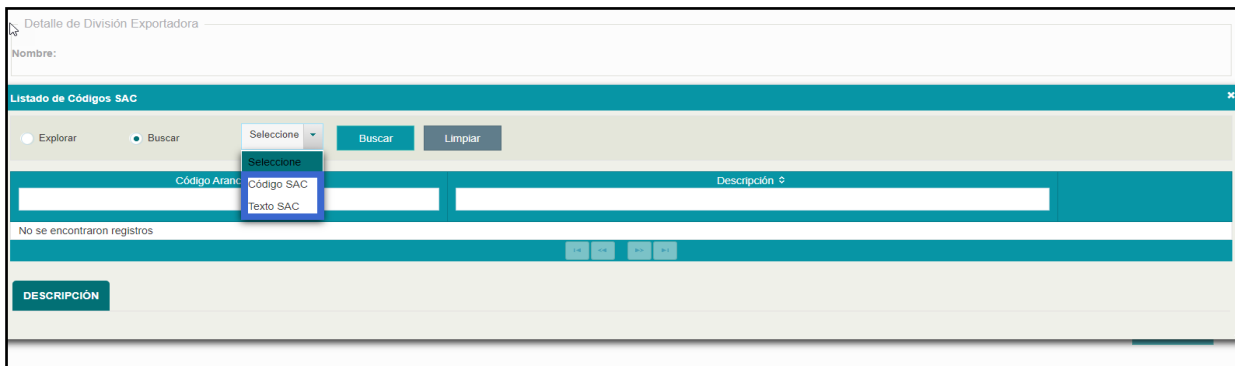 Detalle de División Exportadora
Nombre:
Listado de Códigos SAC
Explorar
Buscar
Seleccione
Buscar
Limpiar
Seleccione
Código SAC
Texto SAC
Código Aranc
Descripción
No se encontraron registros
DESCRIPCIÓN